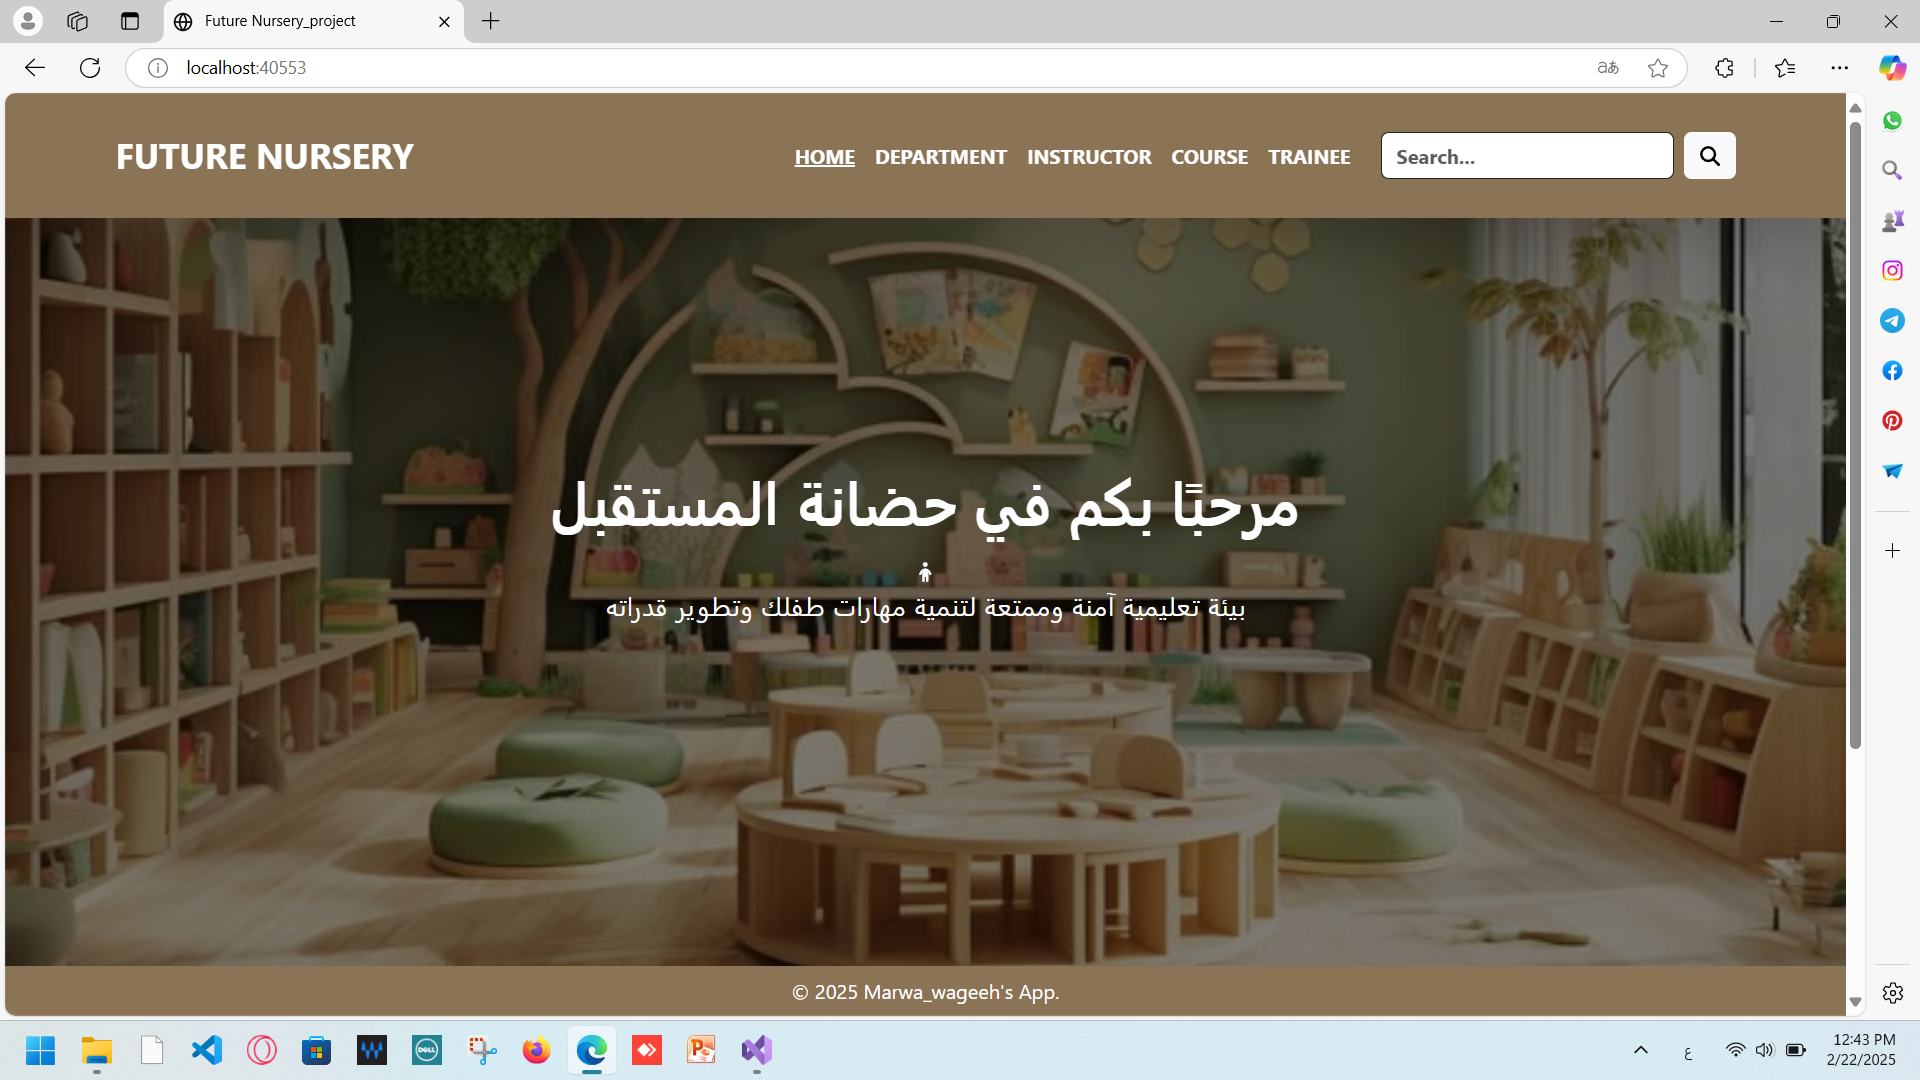 Future Nursery_project
localhost:40553
FUTURE NURSERY
HOME DEPARTMENT INSTRUCTOR COURSE TRAINEE Search...
مرحبًا بكم في حضانة المستقبل
بيئة تعليمية آمنة وممتعة لتنمية مهارات طفلك وتطوير قدراته
© 2025 Marwa_wageeh's App.
DELL
ع
12:43 PM
2/22/2025